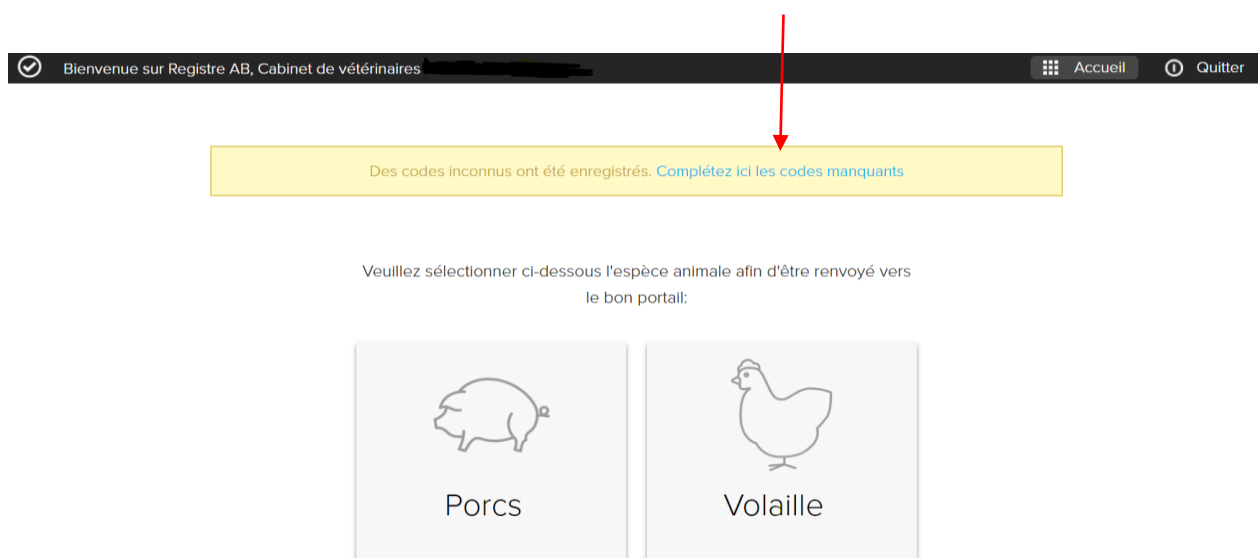 Bienvenue sur Registre AB, Cabinet de vétérinaires
Accueil
Quitter
Des codes inconnus ont été enregistrés. Complétez ici les codes manquants
Veuillez sélectionner ci-dessous l'espèce animale afin d'être renvoyé vers
le bon portail:
Porcs
Volaille